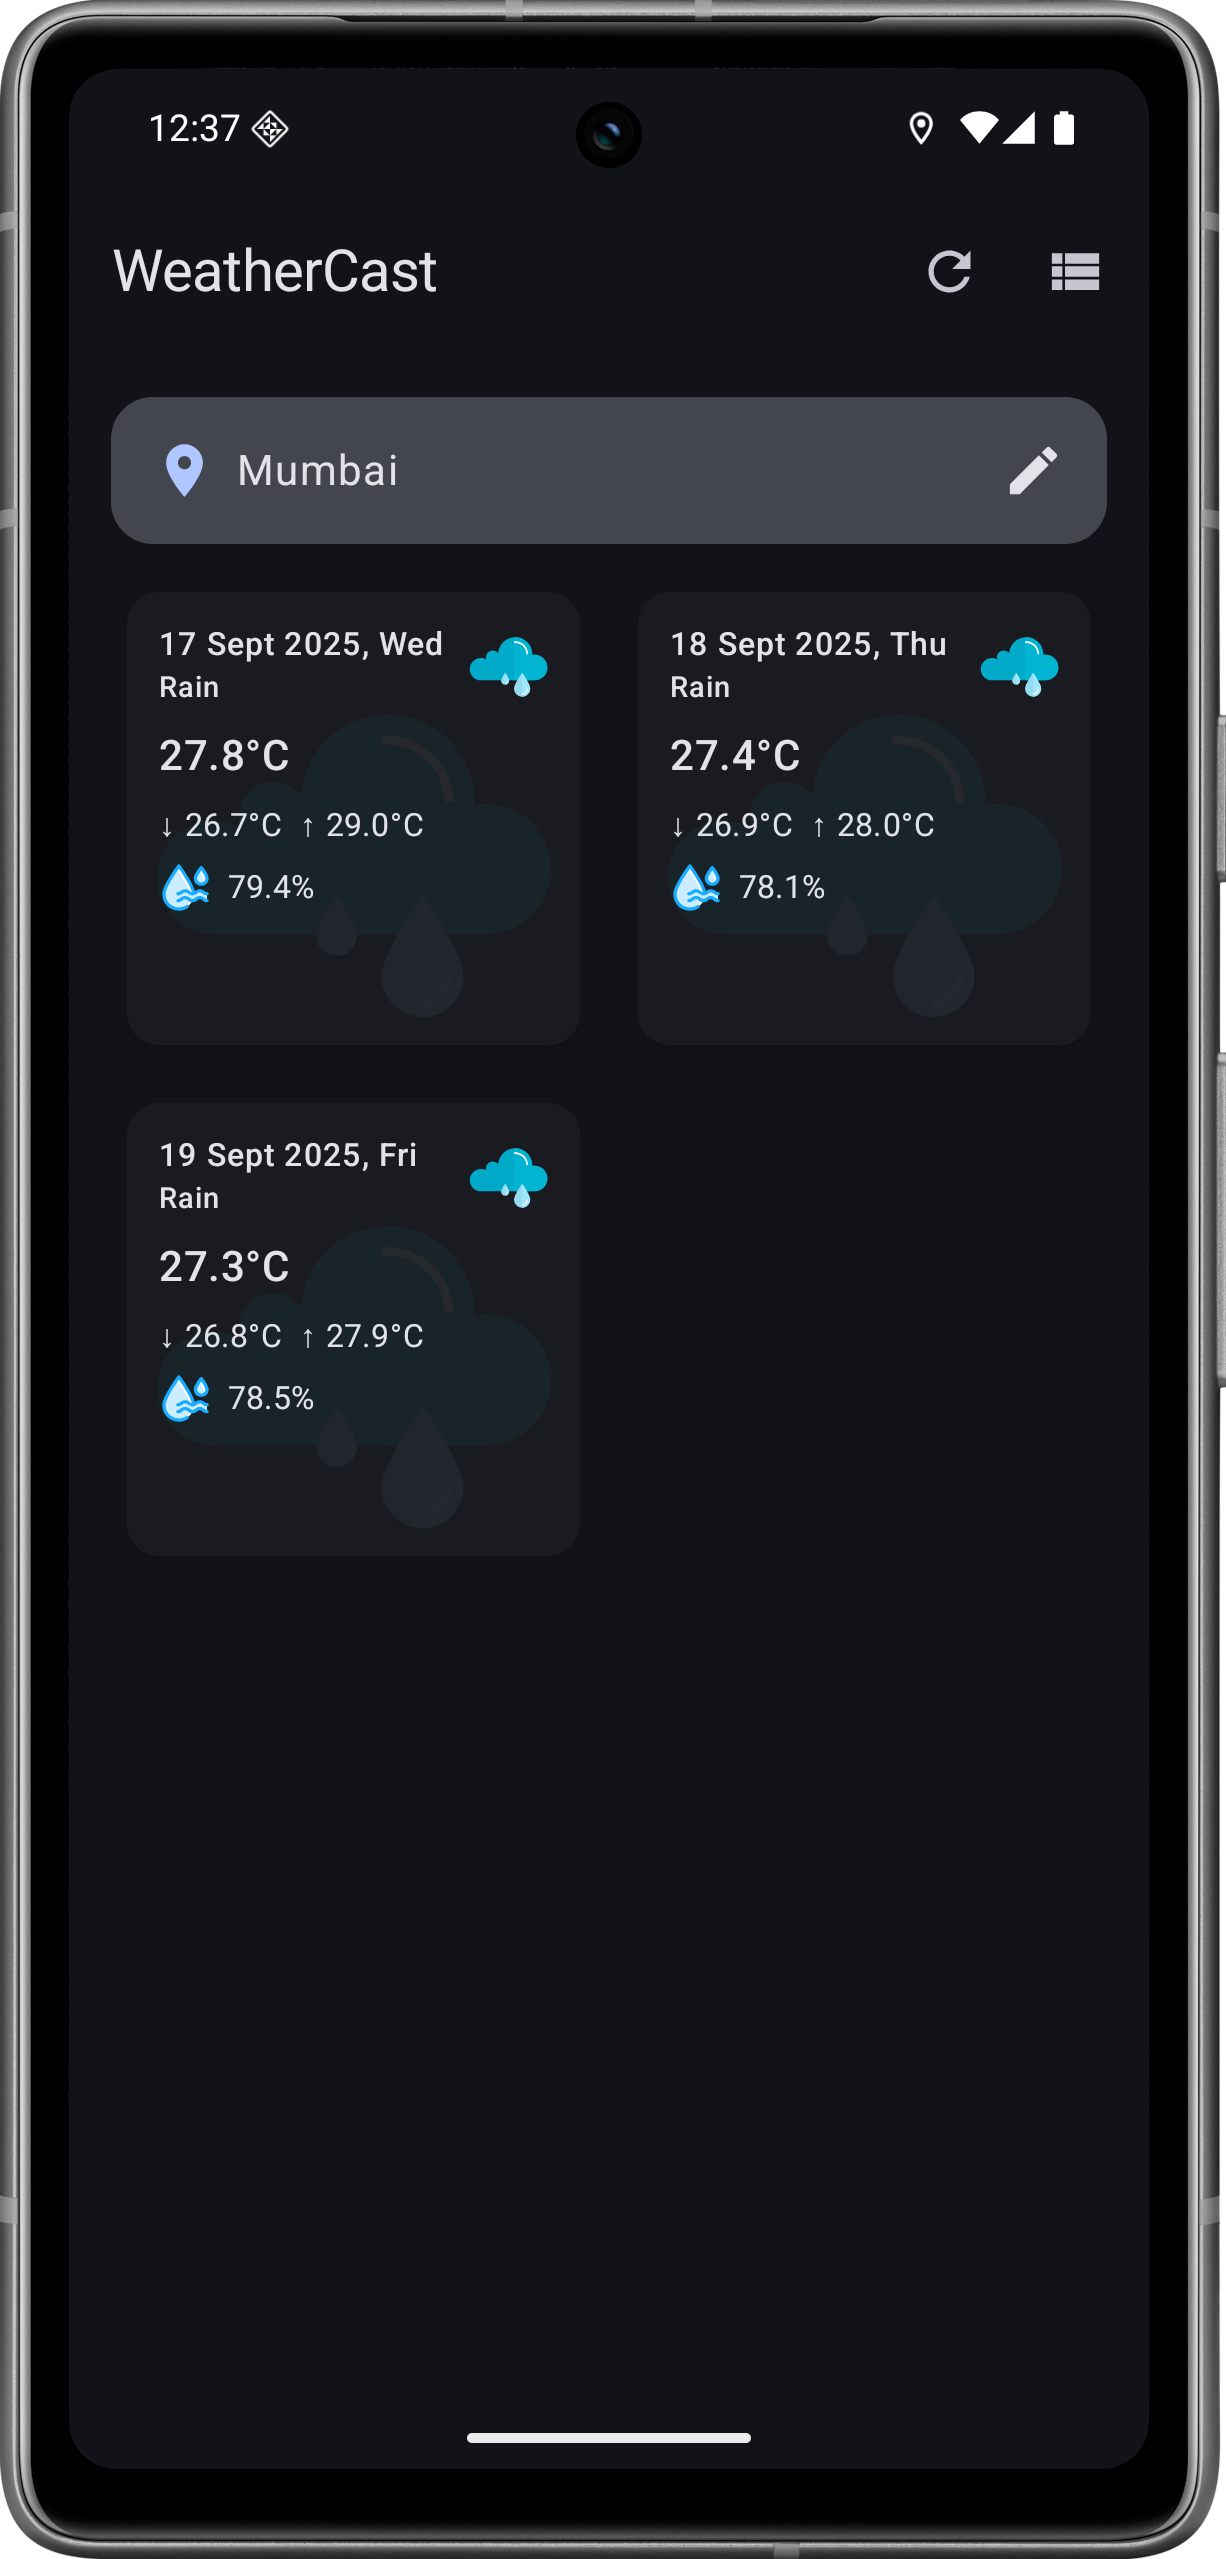 12:37
WeatherCast
Mumbai
17 Sept 2025, Wed
Rain
27.8°C
↓ 26.7°C ↑ 29.0°C
79.4%
18 Sept 2025, Thu
Rain
27.4°C
↓ 26.9°C ↑ 28.0°C
78.1%
19 Sept 2025, Fri
Rain
27.3°C
↓ 26.8°C ↑ 27.9°C
78.5%